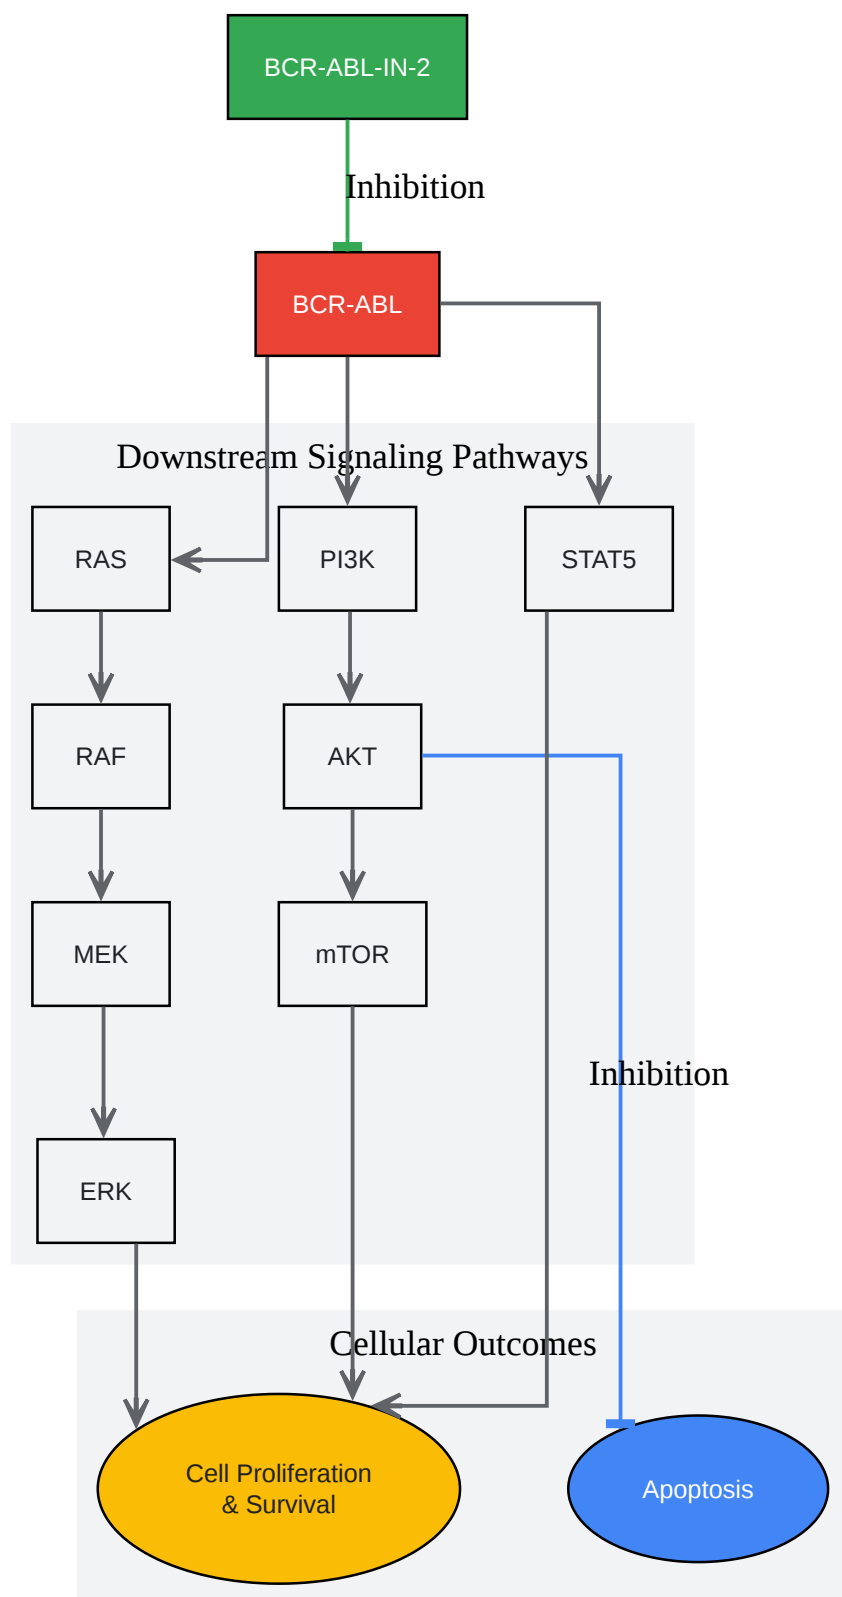 BCR-ABL-IN-2
Inhibition
BCR-ABL
Downstream Signaling Pathways
RAS
PI3K
STAT5
RAF
AKT
MEK
mTOR
Inhibition
ERK
Cellular Outcomes
Cell Proliferation
& Survival
Apoptosis